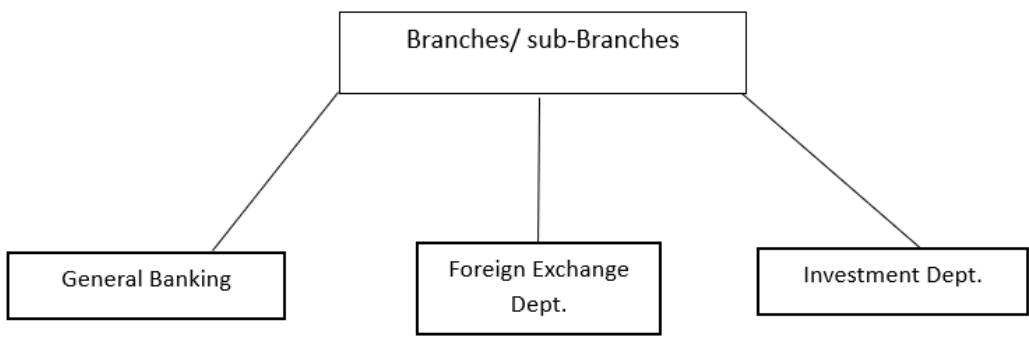 Branches/ sub-Branches
General Banking
Foreign Exchange
Dept.
Investment Dept.